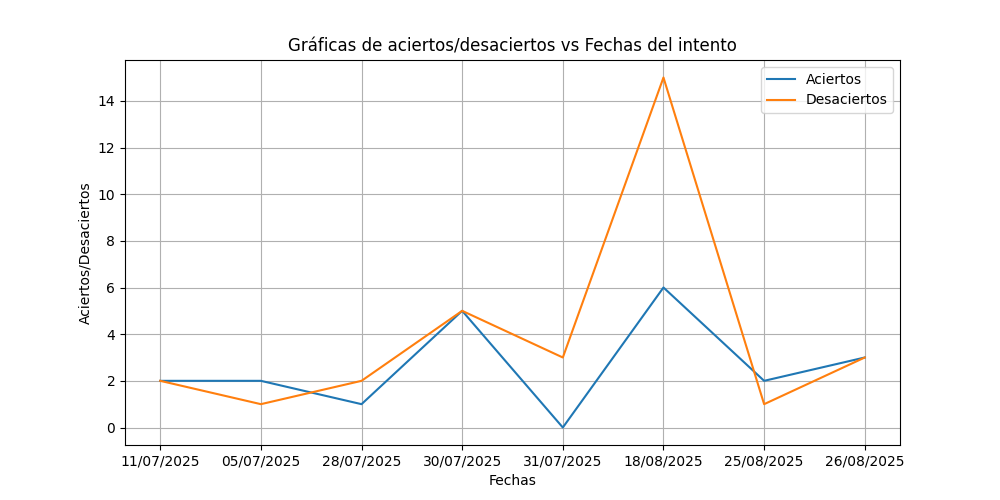 Gráficas de aciertos/desaciertos vs Fechas del intento
Aciertos
Desaciertos
Aciertos/Desaciertos
14
12
10
8
6
4
2
0
11/07/2025 05/07/2025 28/07/2025 30/07/2025 31/07/2025 18/08/2025 25/08/2025 26/08/2025
Fechas